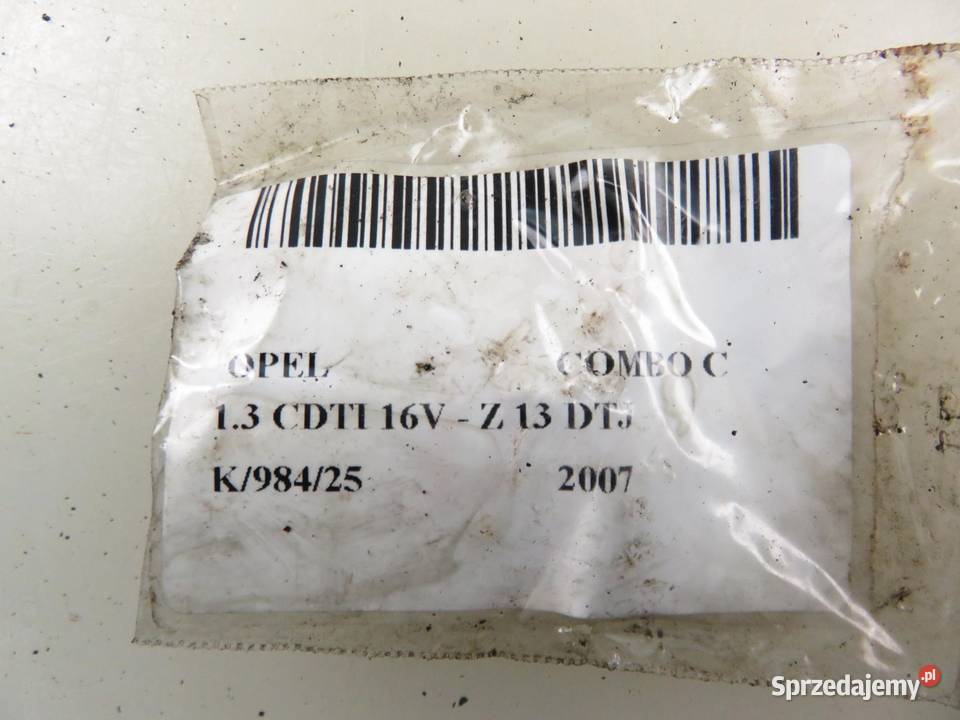 OPEL COMBO C
1.3 CDTI 16V - Z 13 DTJ
K/984/25 2007
Sprzedajemy.pl